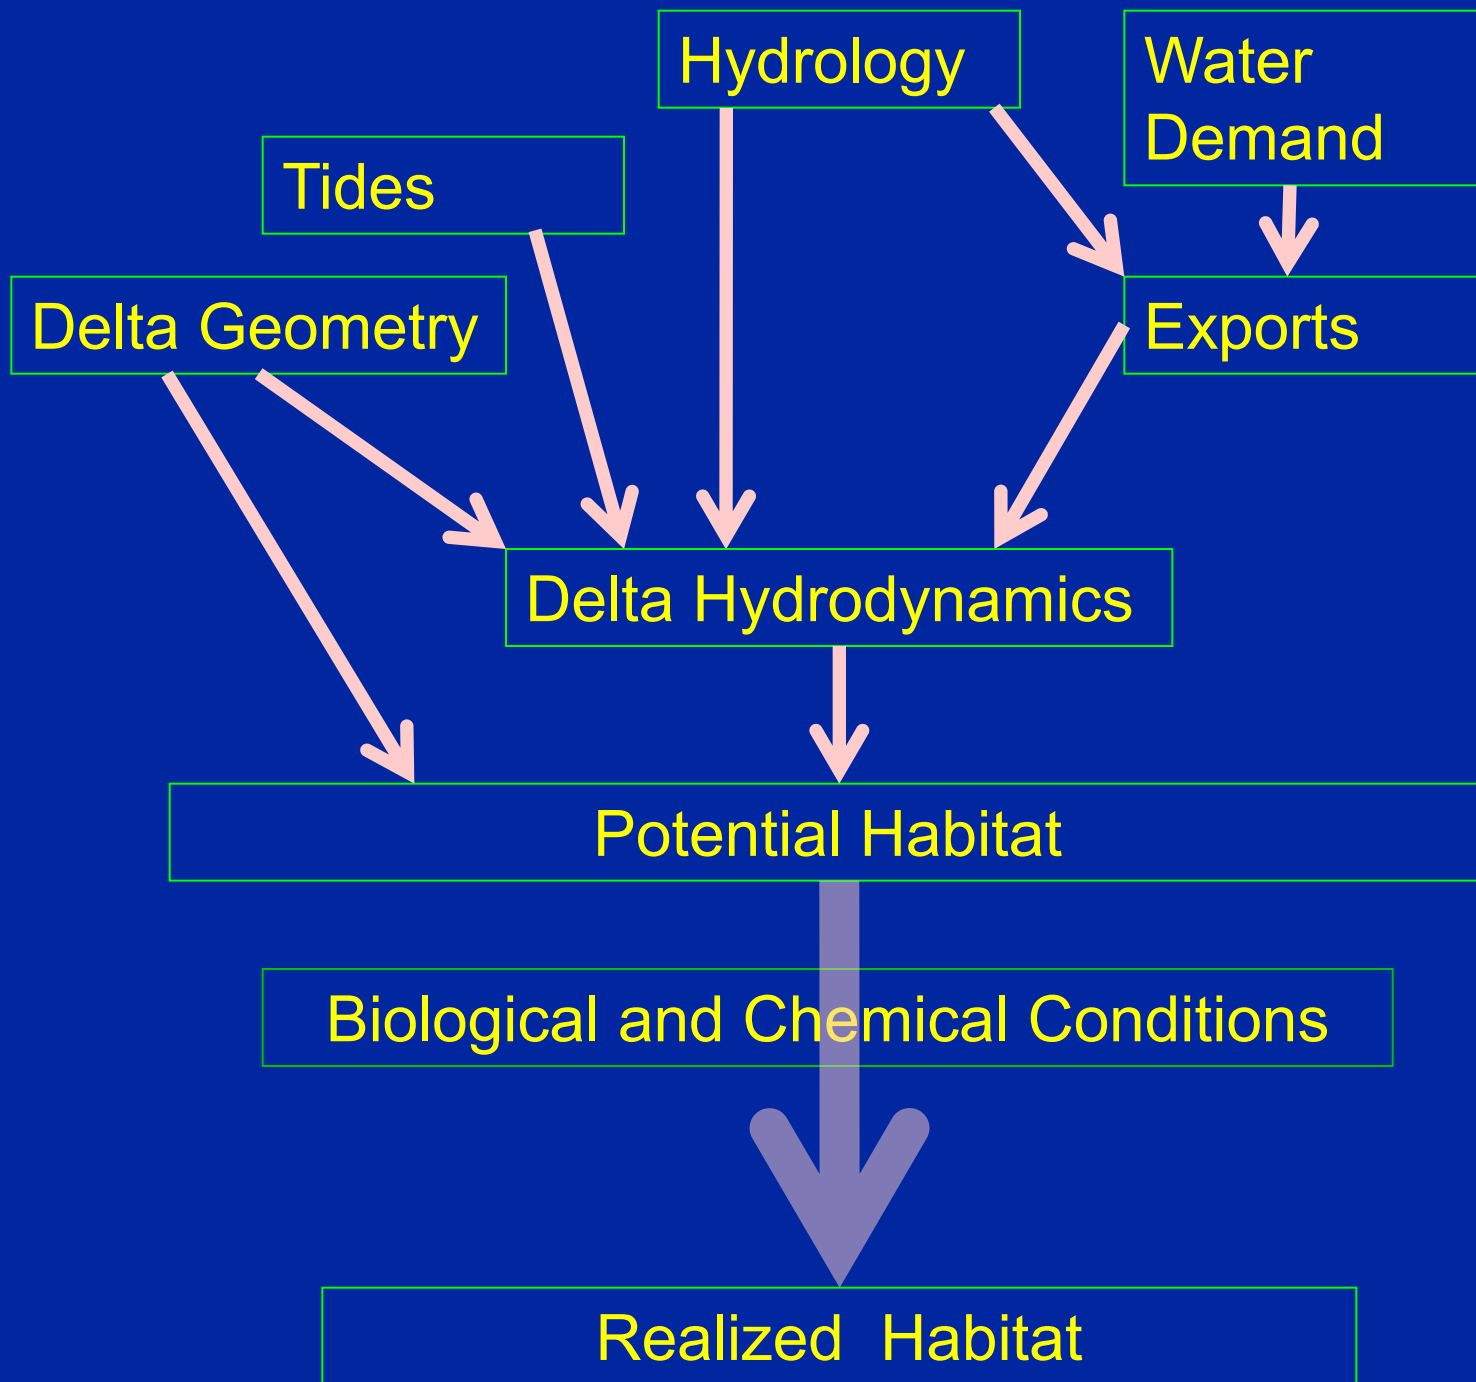 Hydrology
Water
Demand
Tides
Delta Geometry
Exports
Delta Hydrodynamics
Potential Habitat
Biological and Chemical Conditions
Realized Habitat